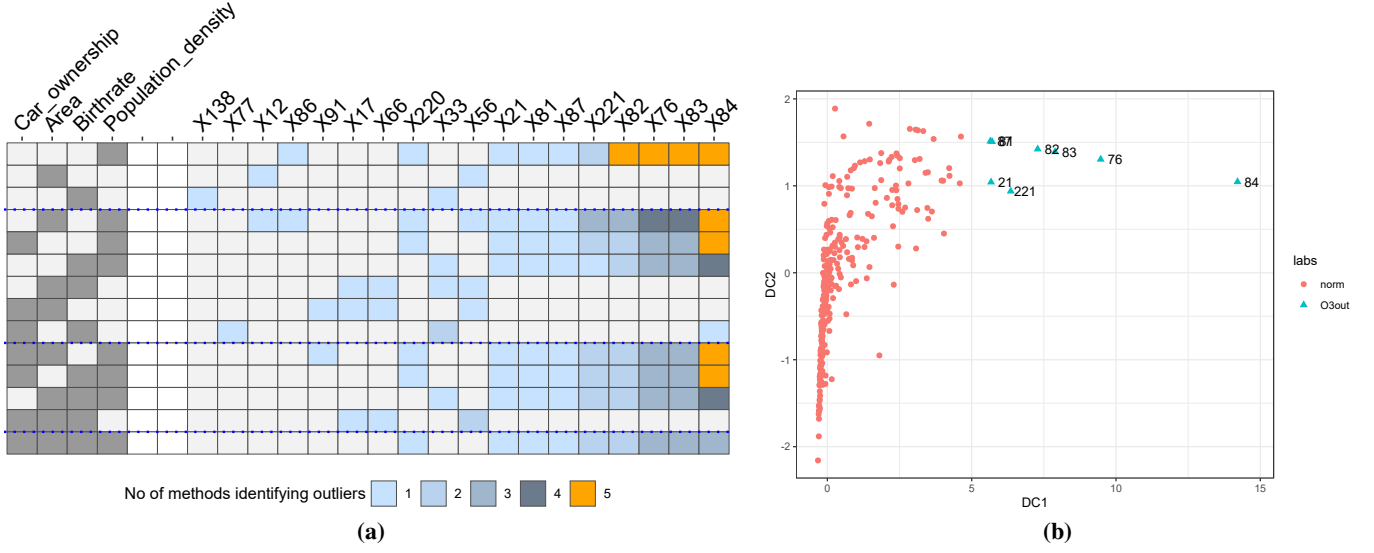 Car_ownership
Area
Birthrate
Population_density
X138
X77
X12
X86
X91
X17
X66
X220
X33
X56
X21
X81
X87
X221
X82
X76
X83
X84
No of methods identifying outliers 1 2 3 4 5
(a)
DC2
2
1
0
-1
-2
82
83
76
84
21
221
0 5 10 15
DC1
labs
norm
O3out
(b)